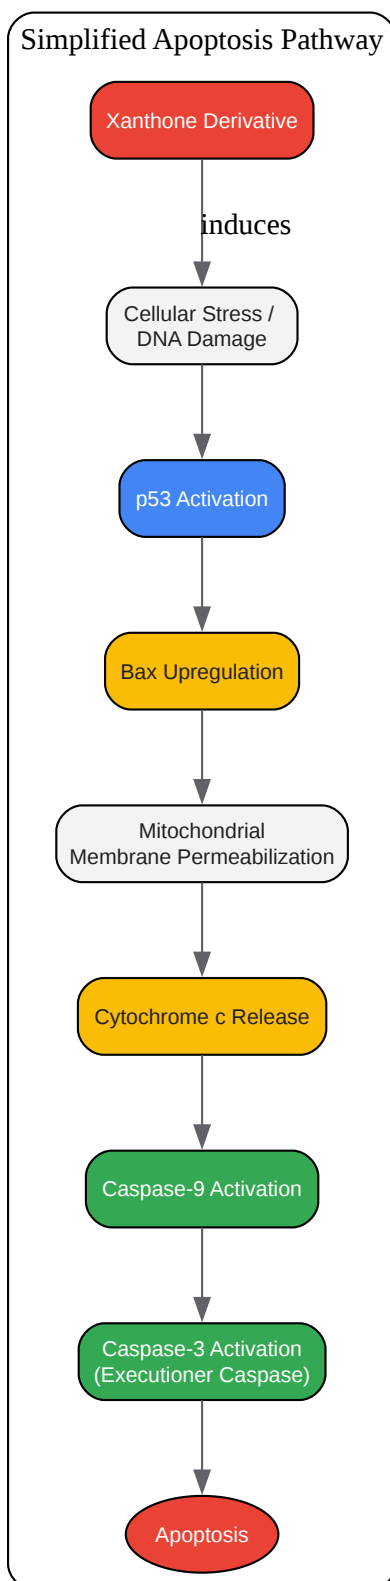 Simplified Apoptosis Pathway
Xanthone Derivative
induces
Cellular Stress /
DNA Damage
p53 Activation
Bax Upregulation
Mitochondrial
Membrane Permeabilization
Cytochrome c Release
Caspase-9 Activation
Caspase-3 Activation
(Executioner Caspase)
Apoptosis